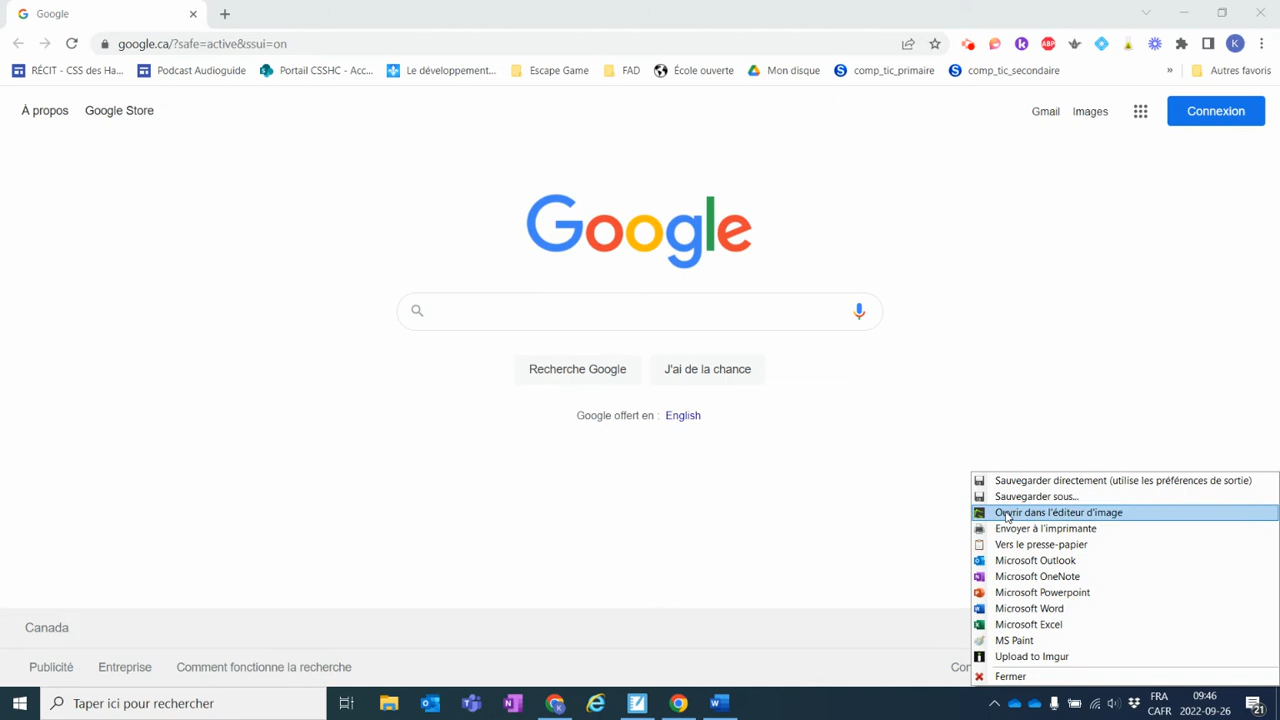 Google
google.ca/?safe=active&ssui=on
ABP
K
RÉCIT - CSS des Ha... Podcast Audioguide Portail CSSHC - Acc... Le développement... Escape Game FAD École ouverte Mon disque comp_tic_primaire comp_tic_secondaire » Autres favoris
À propos Google Store Gmail Images Connexion
Google
Recherche Google J'ai de la chance
Google offert en : English
Sauvegarder directement (utilise les préférences de sortie)
Sauvegarder sous...
Ouvrir dans l'éditeur d'image
Envoyer à l'imprimante
Vers le presse-papier
Microsoft Outlook
Microsoft OneNote
Microsoft Powerpoint
Microsoft Word
Microsoft Excel
MS Paint
Upload to Imgur
Fermer
Canada
Publicité Entreprise Comment fonctionne la recherche Con
Taper ici pour rechercher
FRA 09:46
CAFR 2022-09-26 21